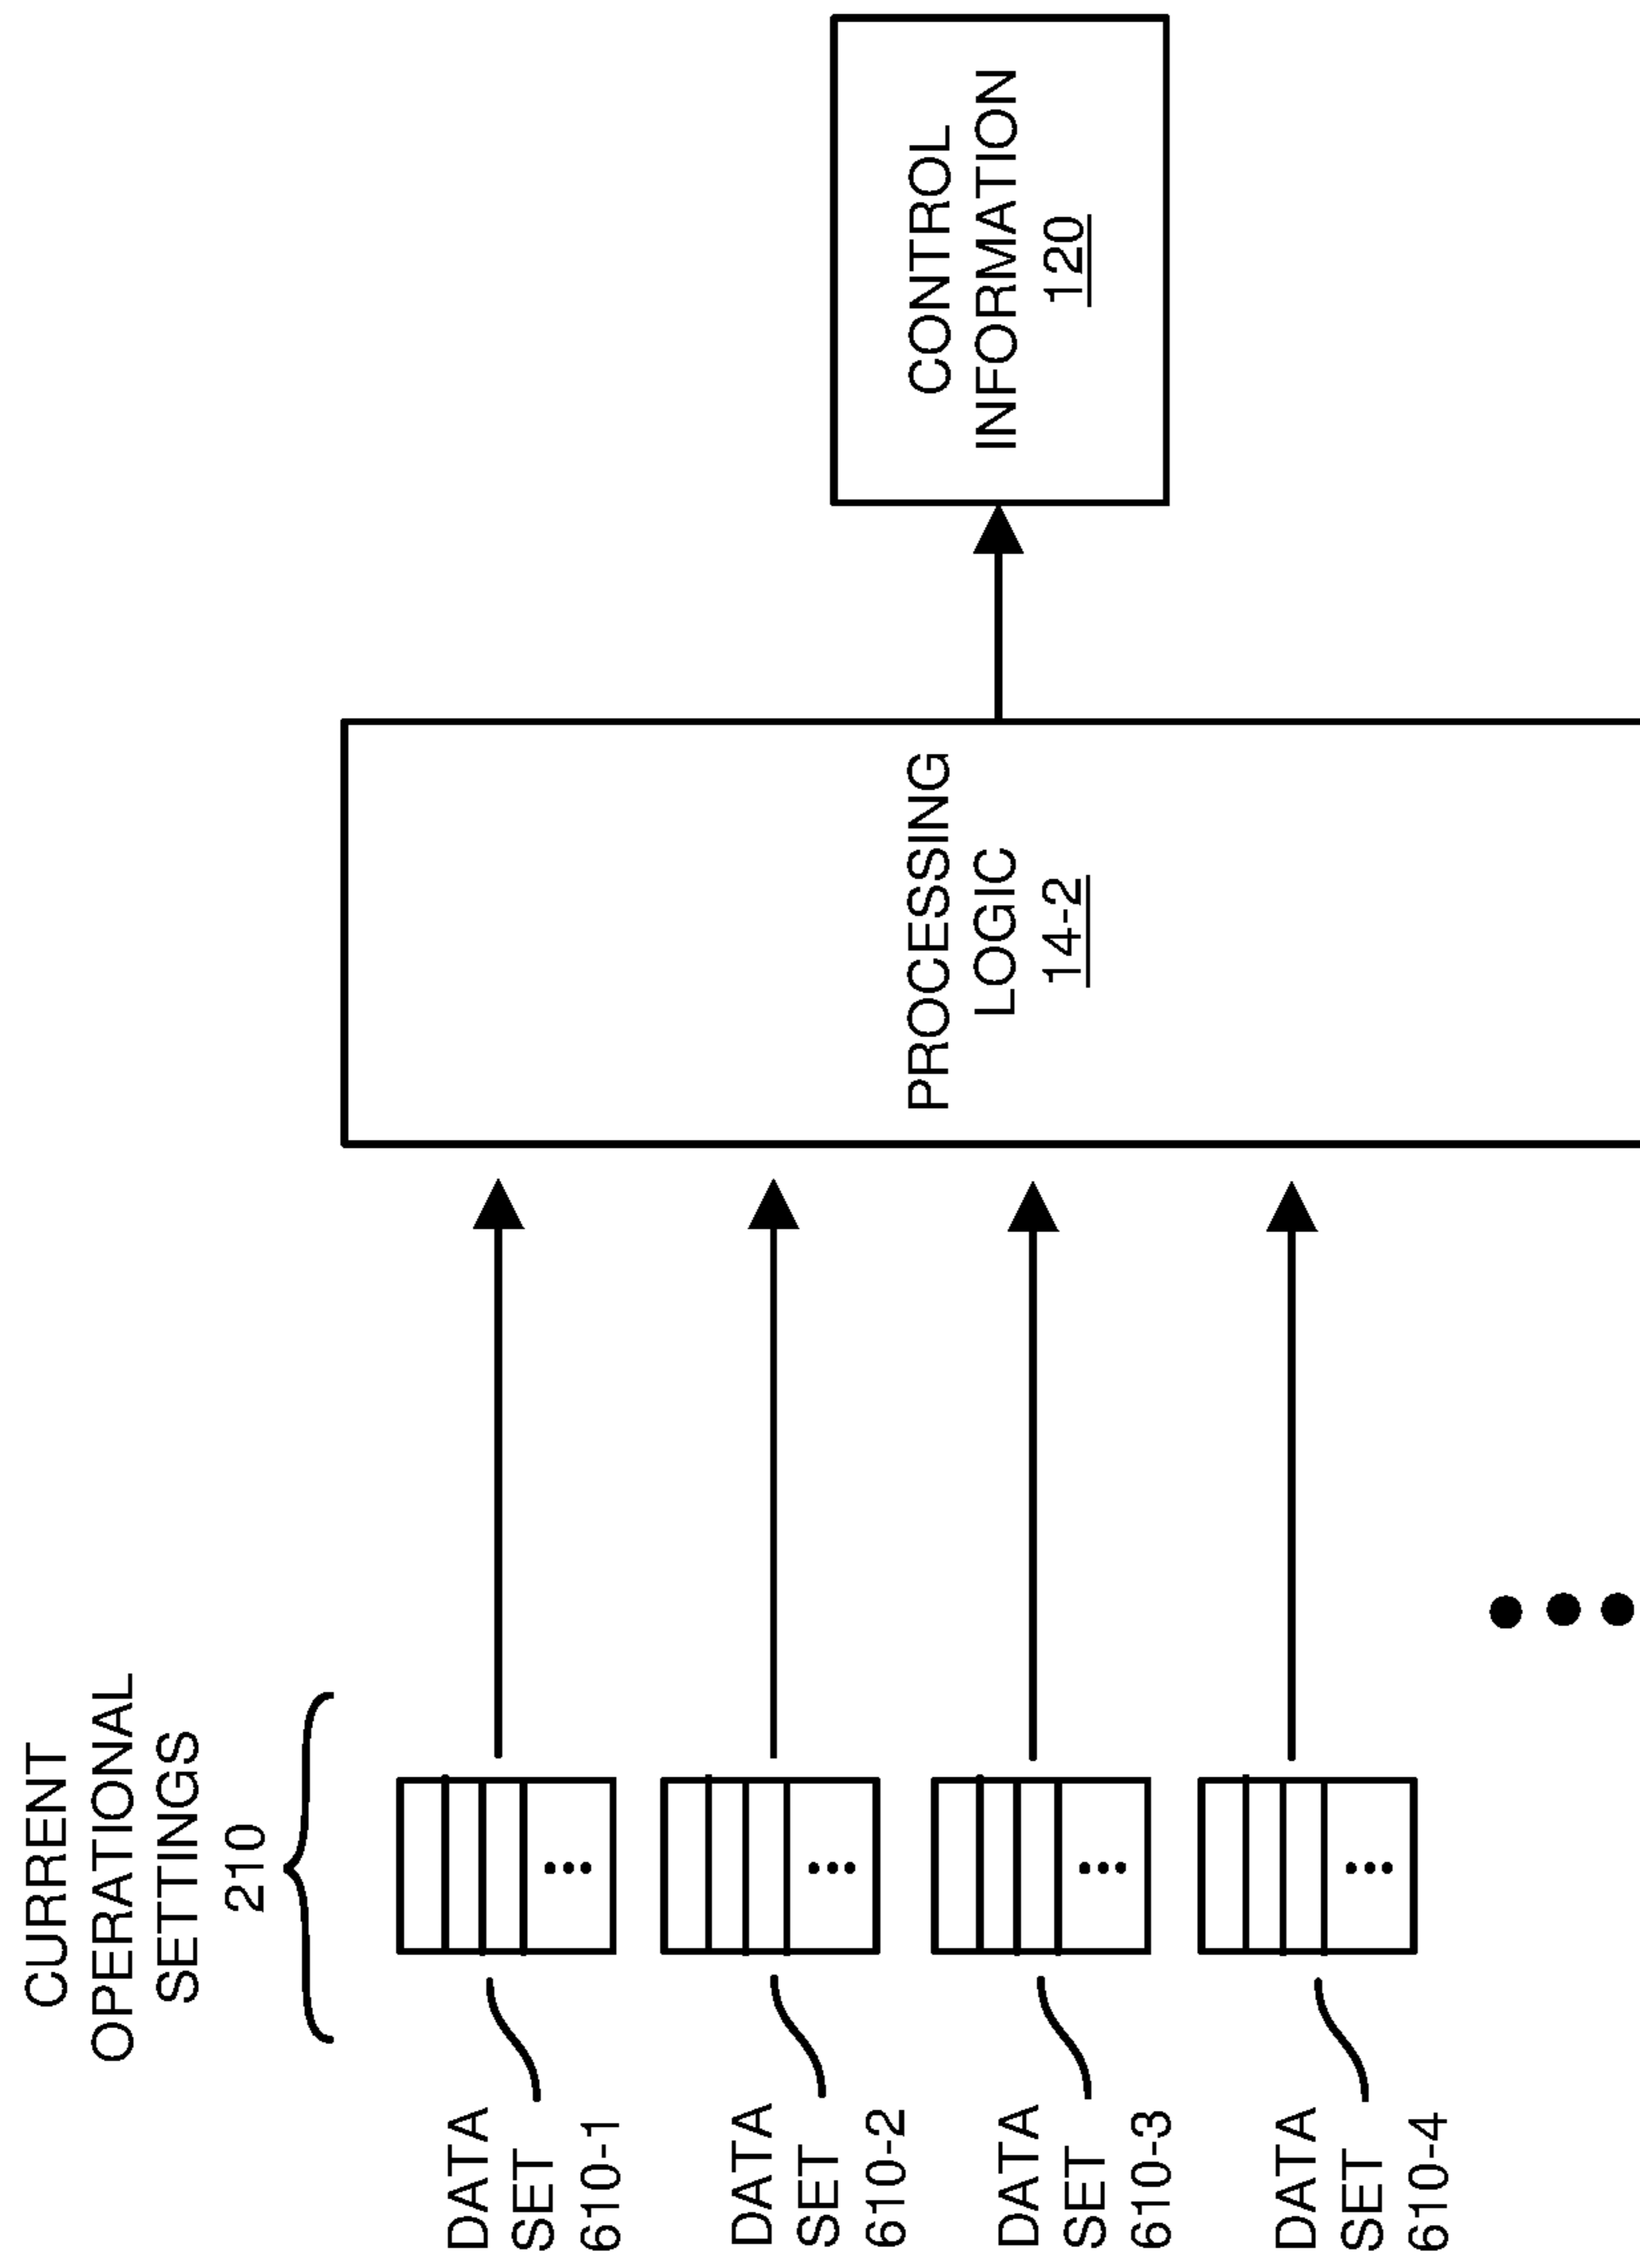 CURRENT
OPERATIONAL
SETTINGS
210
DATA
SET
610-1
DATA
SET
610-2
DATA
SET
610-3
DATA
SET
610-4
PROCESSING
LOGIC
14-2
CONTROL
INFORMATION
120